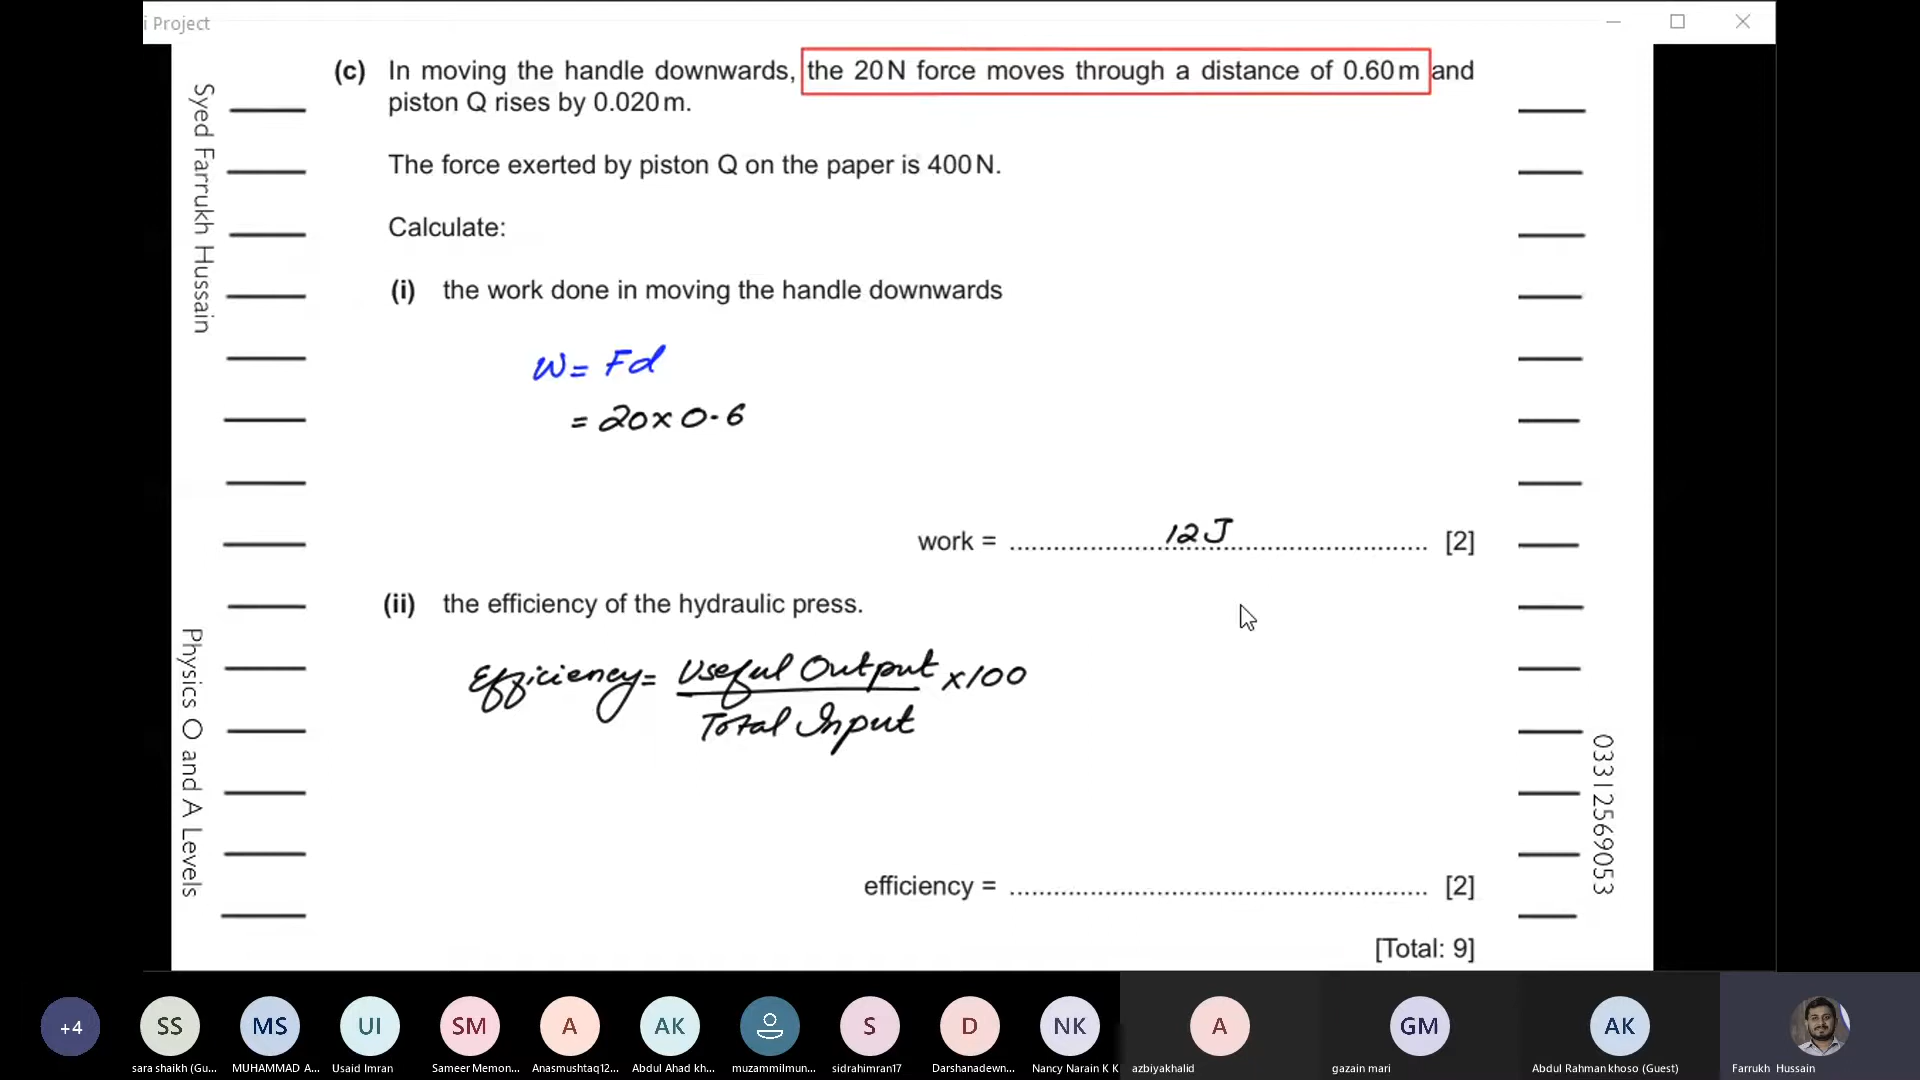 i Project
(c) In moving the handle downwards, the 20 N force moves through a distance of 0.60 m and
piston Q rises by 0.020 m.
The force exerted by piston Q on the paper is 400 N.
Calculate:
(i) the work done in moving the handle downwards
W = Fd
= 20 x 0.6
work = ........ 12 J ........ [2]
(ii) the efficiency of the hydraulic press.
Efficiency = Useful Output x 100
Total Input
efficiency = ................ [2]
[Total: 9]
Syed Farrukh Hussain
Physics O and A Levels
03312569053
+4
SS
MS
UI
SM
A
AK
S
D
NK
A
GM
AK
sara shaikh (Gu...
MUHAMMAD A...
Usaid Imran
Sameer Memon...
Anasmushtaq12...
Abdul Ahad kh...
muzammilmun...
sidrahimran17
Darshanadewn...
Nancy Narain K K
azbiyakhalid
gazain mari
Abdul Rahman khoso (Guest)
Farrukh Hussain